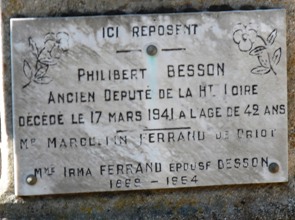 ICI REPOSENT
PHILIBERT BESSON
ANCIEN DEPUTÉ DE LA HTE LOIRE
DÉCÉDÉ LE 17 MARS 1941 A L'AGE DE 42 ANS
FERRAND
MME IRMA FERRAND EPOUSE BESSON